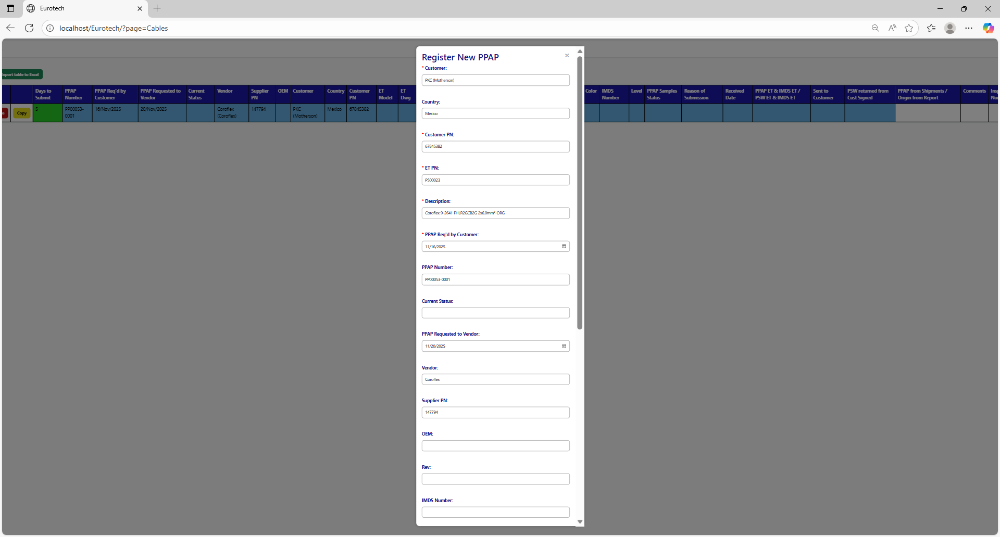 Eurotech
localhost/Eurotech/?page=Cables
Export table to Excel
Days to Submit
PPAP Number
PPAP Req'd by Customer
PPAP Requested to Vendor
Current Status
Vendor
Supplier PN
OEM
Customer
Country
Customer PN
ET Model
ET Dwg
Color
IMDS Number
Level
PPAP Samples Status
Reason of Submission
Received Date
PPAP ET & IMDS ET / PSW ET & IMDS ET
Sent to Customer
PSW returned from Cust Signed
PPAP from Shipments / Origin from Report
Comments
Copy
5
PP00053-0001
16/Nov/2025
20/Nov/2025
Coroflex (Coroflex)
147794
PKC (Motherson)
Mexico
67845382
Register New PPAP
* Customer:
PKC (Motherson)
Country:
Mexico
* Customer PN:
67845382
* ET PN:
PS00023
* Description:
Coroflex 9-2641 FHLR2GCB2G 2x6.0mm²-ORG
* PPAP Req'd by Customer:
11/16/2025
PPAP Number:
PP00053-0001
Current Status:
PPAP Requested to Vendor:
11/20/2025
Vendor:
Coroflex
Supplier PN:
147794
OEM:
Rev:
IMDS Number: